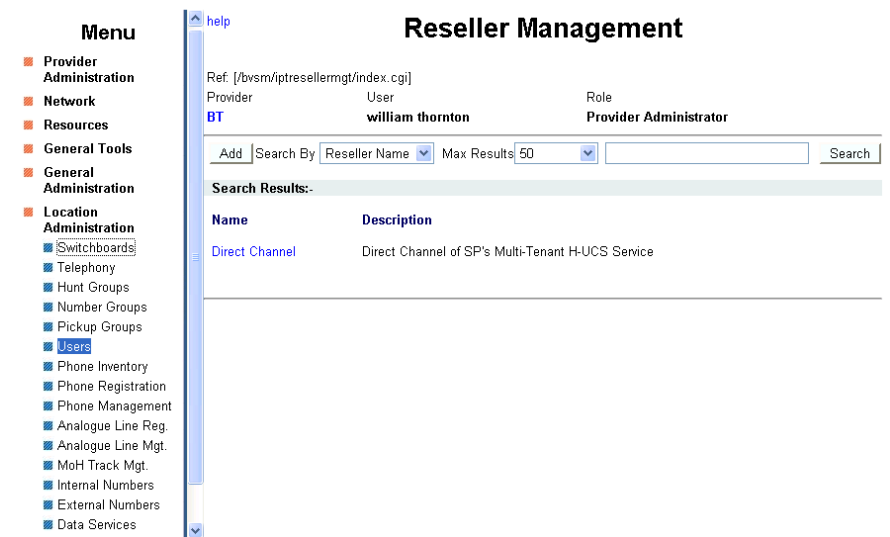 Menu
Provider
Administration
Network
Resources
General Tools
General
Administration
Location
Administration
Switchboards
Telephony
Hunt Groups
Number Groups
Pickup Groups
Users
Phone Inventory
Phone Registration
Phone Management
Analogue Line Reg.
Analogue Line Mgt.
MoH Track Mgt.
Internal Numbers
External Numbers
Data Services
help
Reseller Management
Ref: [/bvsm/iptresellermgt/index.cgi]
Provider User Role
BT william thornton Provider Administrator
Add Search By Reseller Name Max Results 50 Search
Search Results:-
Name Description
Direct Channel Direct Channel of SP's Multi-Tenant H-UCS Service